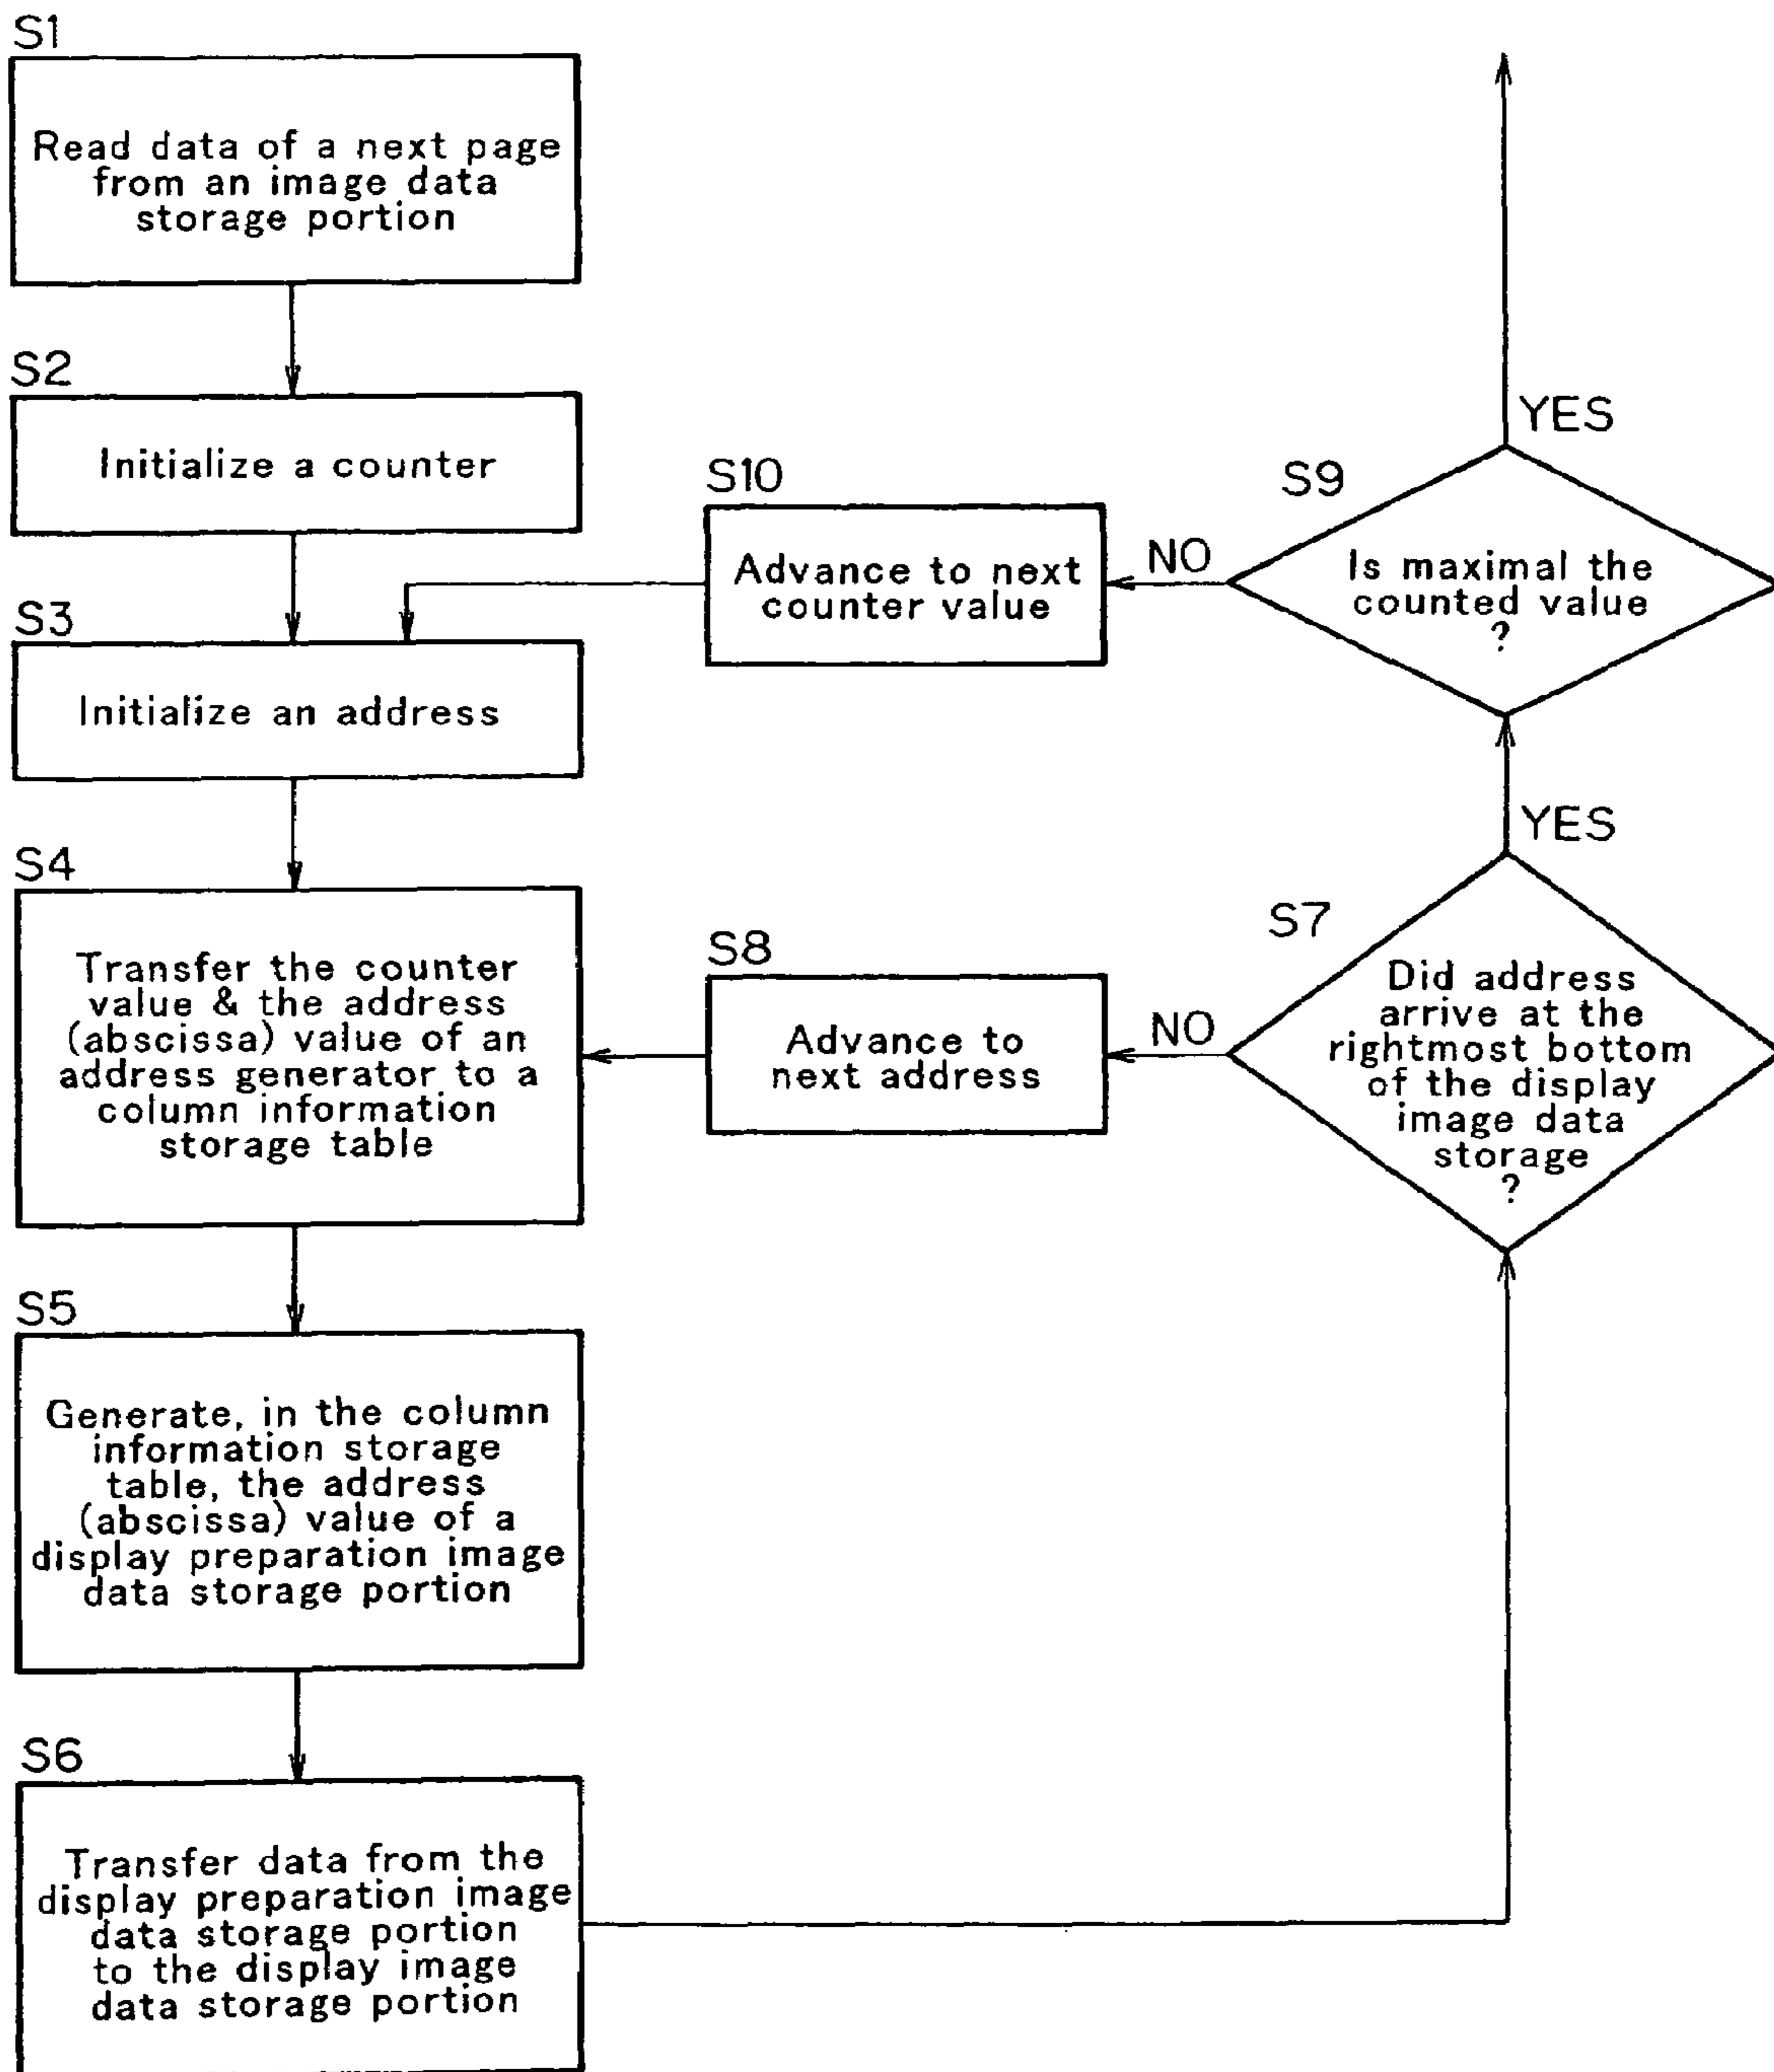 S1
Read data of a next page
from an image data
storage portion
S2
Initialize a counter
S3
Initialize an address
S4
Transfer the counter
value & the address
(abscissa) value of an
address generator to a
column information
storage table
S5
Generate, in the column
information storage
table, the address
(abscissa) value of a
display preparation image
data storage portion
S6
Transfer data from the
display preparation image
data storage portion
to the display image
data storage portion
S7
Did address
arrive at the
rightmost bottom
of the display
image data
storage
?
NO
YES
S8
Advance to
next address
S9
Is maximal the
counted value
?
NO
YES
S10
Advance to next
counter value